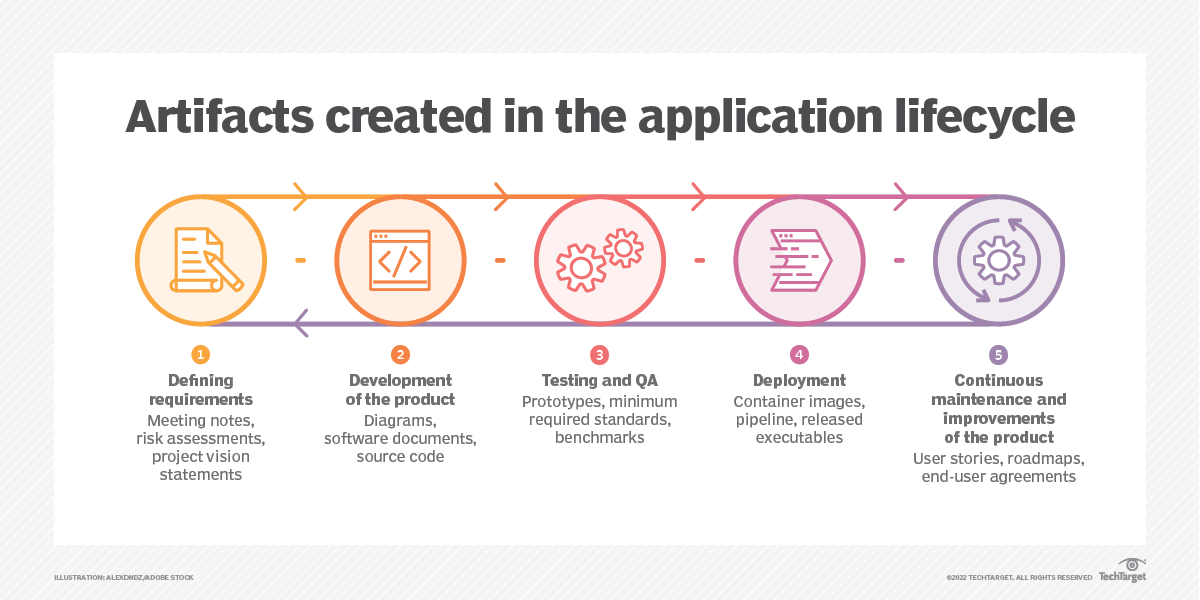 Artifacts created in the application lifecycle
1
Defining
requirements
Meeting notes,
risk assessments,
project vision
statements
2
Development
of the product
Diagrams,
software documents,
source code
3
Testing and QA
Prototypes, minimum
required standards,
benchmarks
4
Deployment
Container images,
pipeline, released
executables
5
Continuous
maintenance and
improvements
of the product
User stories, roadmaps,
end-user agreements
ILLUSTRATION: ALEXDNDZ/ADOBE STOCK
©2022 TECHTARGET. ALL RIGHTS RESERVED
TechTarget